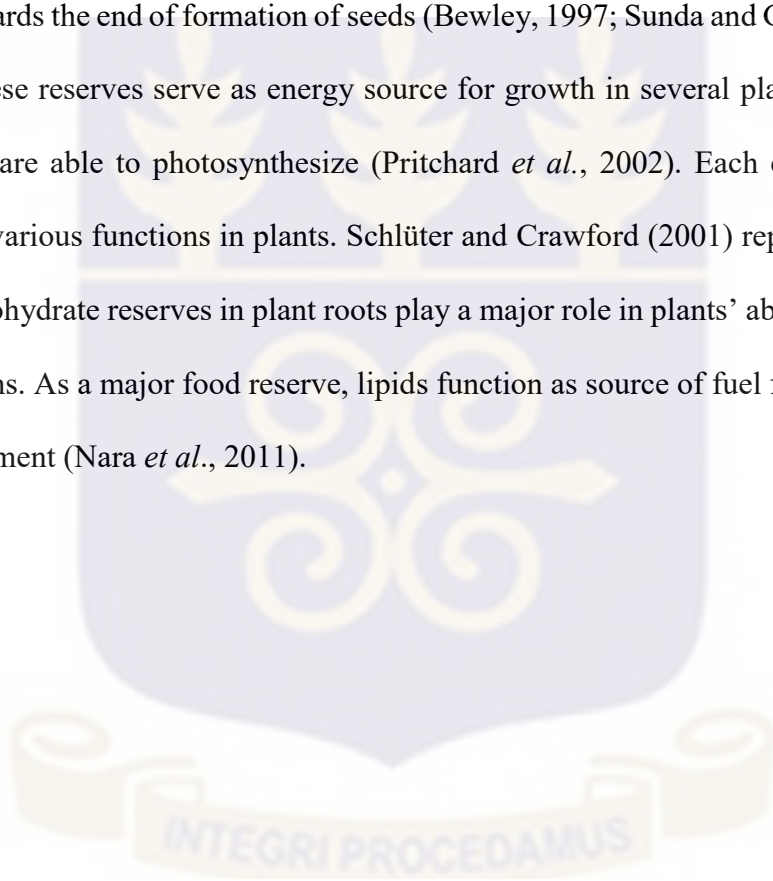 ards the end of formation of seeds (Bewley, 1997; Sunda and
ese reserves serve as energy source for growth in several pla
are able to photosynthesize (Pritchard et al., 2002). Each
various functions in plants. Schlüter and Crawford (2001) rep
ohydrate reserves in plant roots play a major role in plants’ ab
ns. As a major food reserve, lipids function as source of fuel
ment (Nara et al., 2011).
INTEGRI PROCEDAMUS